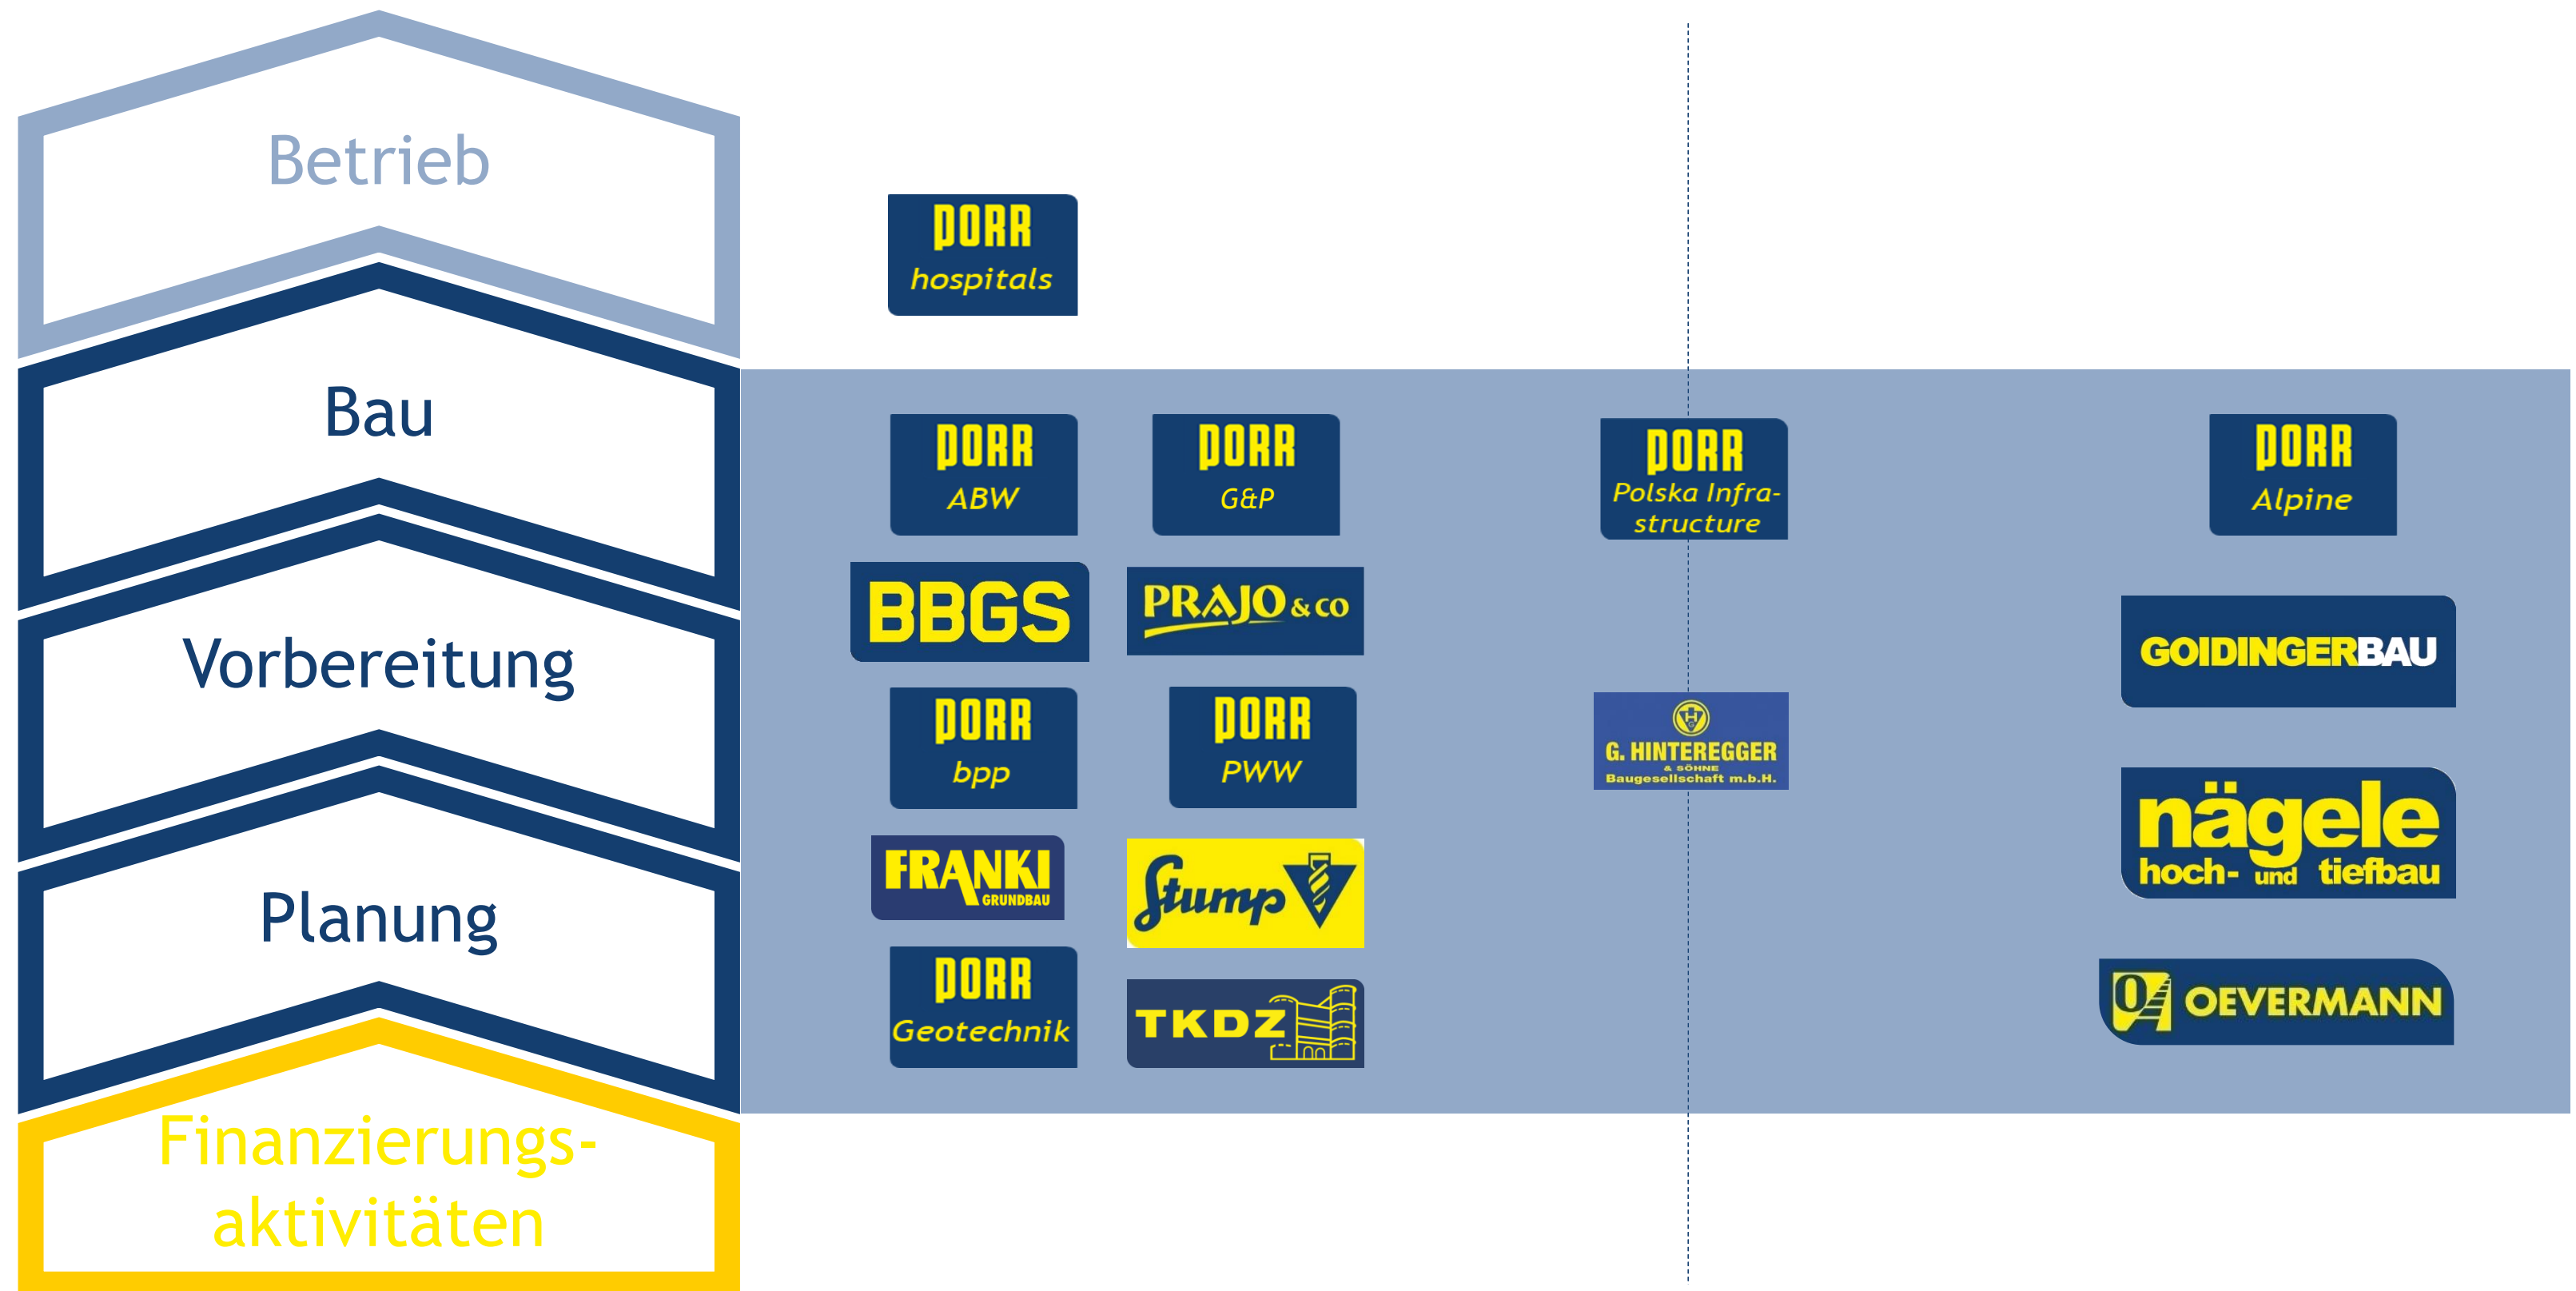 Betrieb
Bau
Vorbereitung
Planung
Finanzierungs-
aktivitäten
PORR
hospitals
PORR
ABW
PORR
G&P
BBGS
PRAJO & CO
PORR
bpp
PORR
PWW
FRANKI
GRUNDBAU
Stump
PORR
Geotechnik
TKDZ
PORR
Polska Infra-
structure
H
G
G. HINTEREGGER
& SÖHNE
Baugesellschaft m.b.H.
PORR
Alpine
GOIDINGERBAU
nägele
hoch- und tiefbau
O OEVERMANN